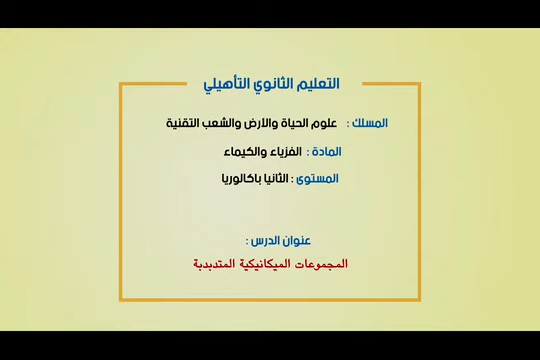 التعليم الثانوي التأهيلي
المسلك : علوم الحياة والارض والشعب التقنية
المادة : الفزياء والكيماء
المستوى : الثانيا باكالوريا
عنوان الدرس :
المجموعات الميكانيكية المتدبدبة